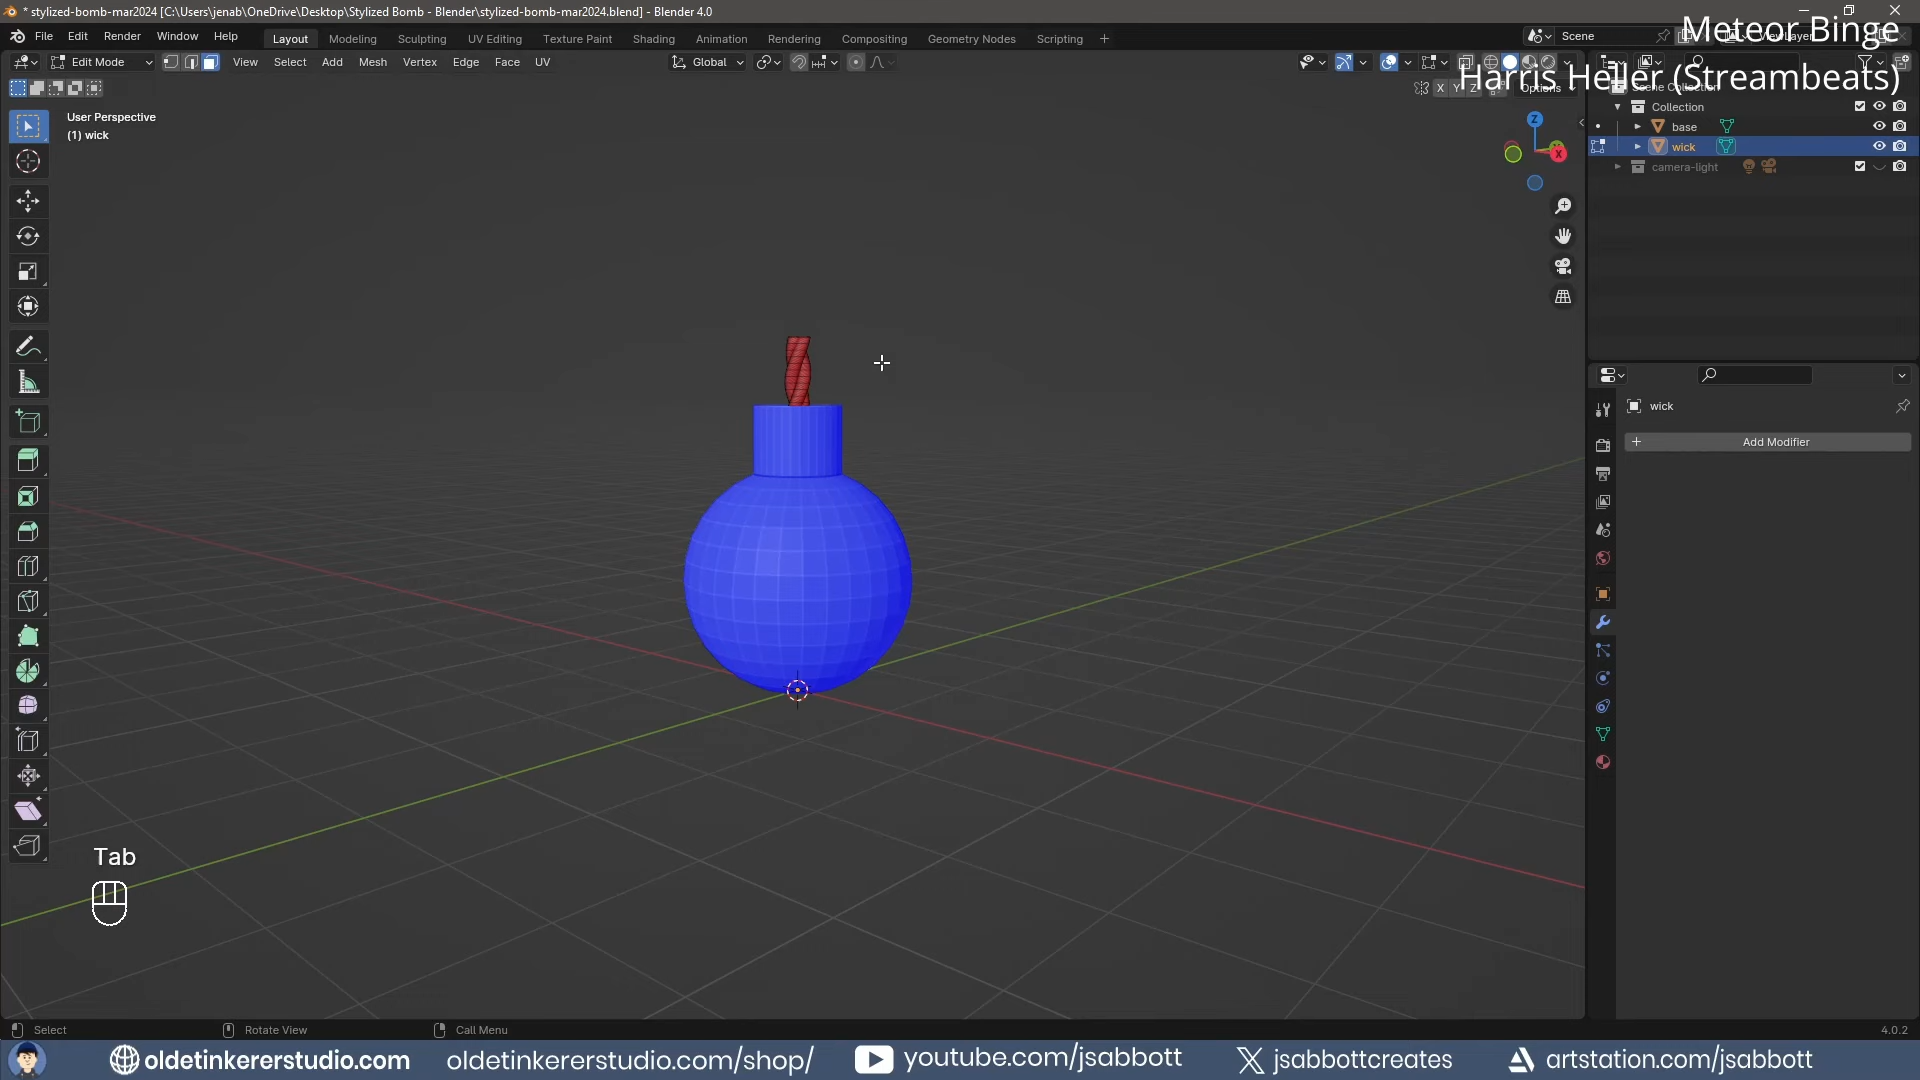 * stylized-bomb-mar2024 [C:\Users\jenab\OneDrive\Desktop\Stylized Bomb - Blender\stylized-bomb-mar2024.blend] - Blender 4.0
Meteor Binge
Harris Heller (Streambeats)
File Edit Render Window Help
Layout Modeling Sculpting UV Editing Texture Paint Shading Animation Rendering Compositing Geometry Nodes Scripting +
Scene
Edit Mode View Select Add Mesh Vertex Edge Face UV
Global
X Y Z Options
Scene Collection
Collection
base
wick
camera-light
User Perspective
(1) wick
Z
X
wick
+ Add Modifier
Tab
Select Rotate View Call Menu
4.0.2
oldetinkererstudio.com oldetinkererstudio.com/shop/ youtube.com/jsabbott jsabbottcreates artstation.com/jsabbott